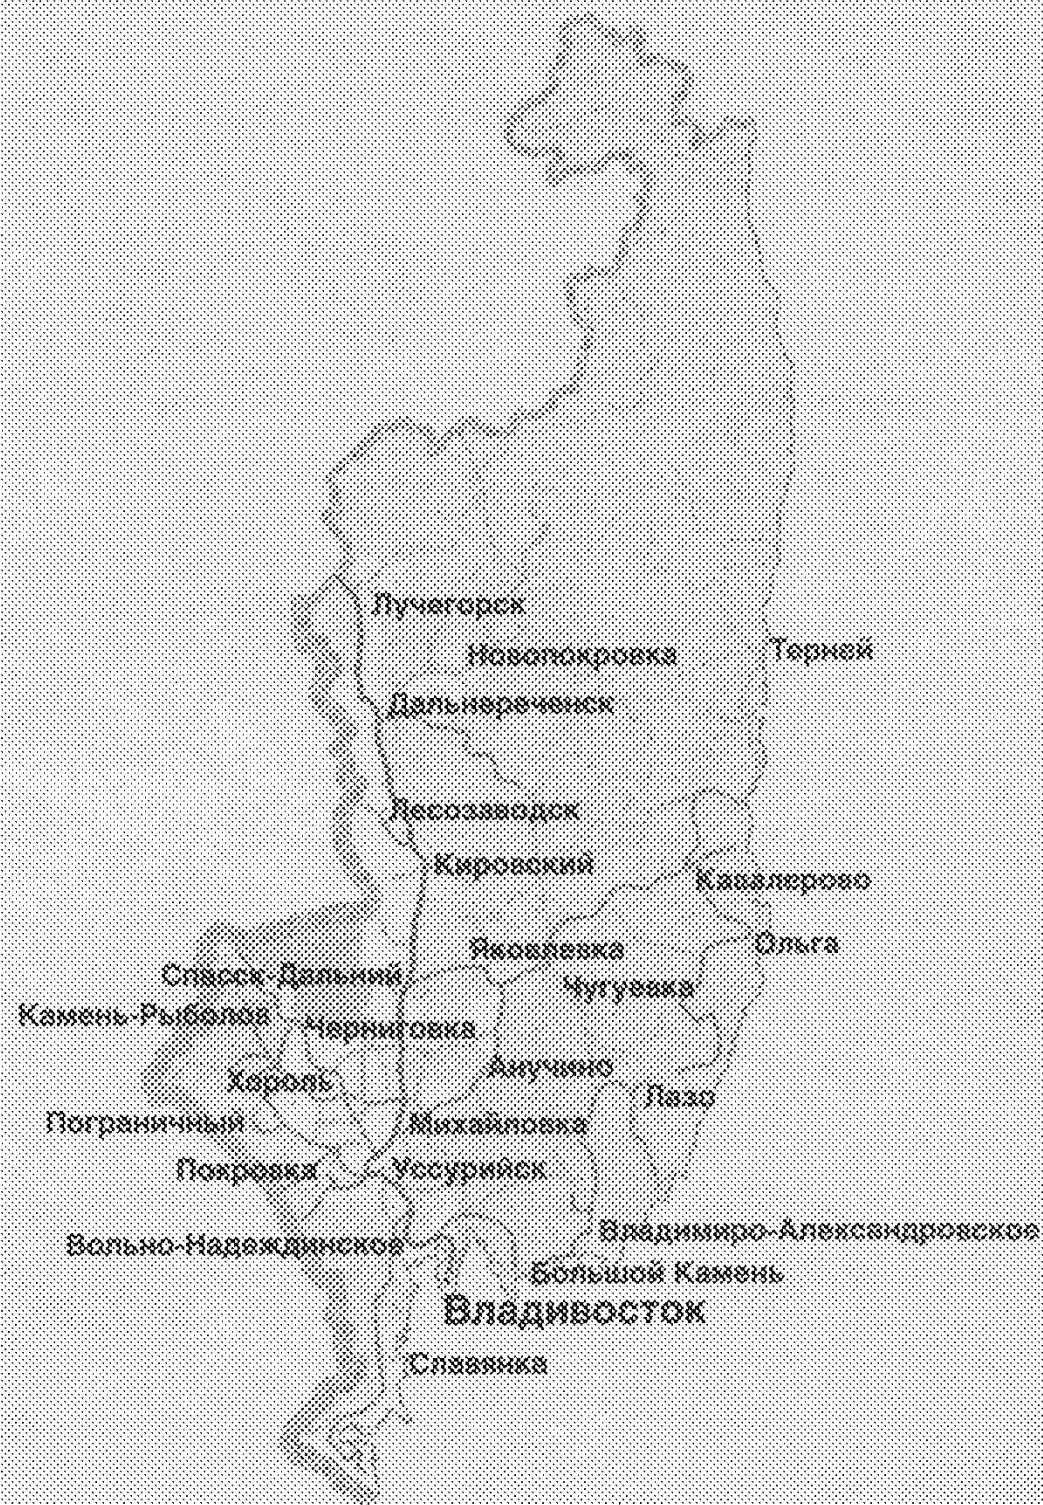 Лучегорск
Новопокровка
Терней
Дальнереченск
Лесозаводск
Кировский
Кавалерово
Яковлевка
Ольга
Спасск-Дальний
Чугуевка
Камень-Рыболов
Черниговка
Анучино
Хороль
Лазо
Пограничный
Михайловка
Покровка
Уссурийск
Владимиро-Александровское
Вольно-Надеждинское
Большой Камень
Владивосток
Славянка